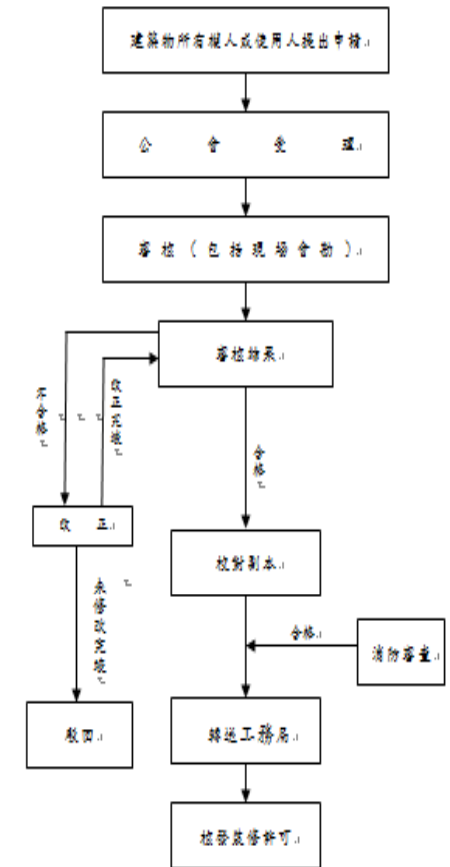 建築物所有權人或使用人提出申請
公會受理
審核（包括現場會勘）
審核結果
不合格
改正完竣
合格
改正
校對副本
未修改完竣
合格
消防審查
駁回
轉送工務局
核發裝修許可